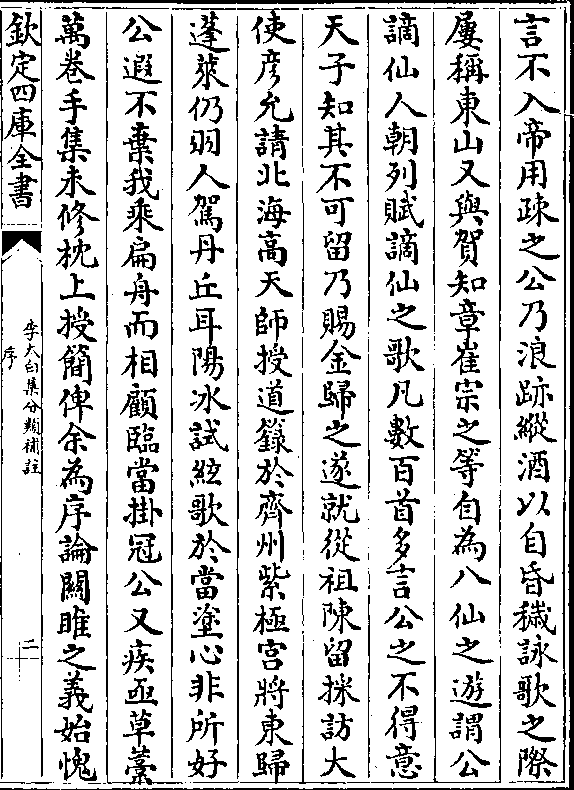 言不入帝用疎之公乃浪跡縱酒以自昏穢詠歌之際
屢稱東山又與賀知章崔宗之等自為八仙之遊謂公
謫仙人朝列賦謫仙之歌凡數百首多言公之不得意
天子知其不可留乃賜金歸之遂就從祖陳留採訪大
使彦允請北海高天師授道籙於齊州紫極宫將東歸
蓬萊仍羽人駕丹丘耳陽冰試絃歌於當塗心非所好
公遐不棄我乘扁舟而相顧臨當掛冠公又疾亟草藁
萬卷手集未修枕上授簡俾余為序論關雎之義始愧
欽定四庫全書
李太白集分類補註
序
二